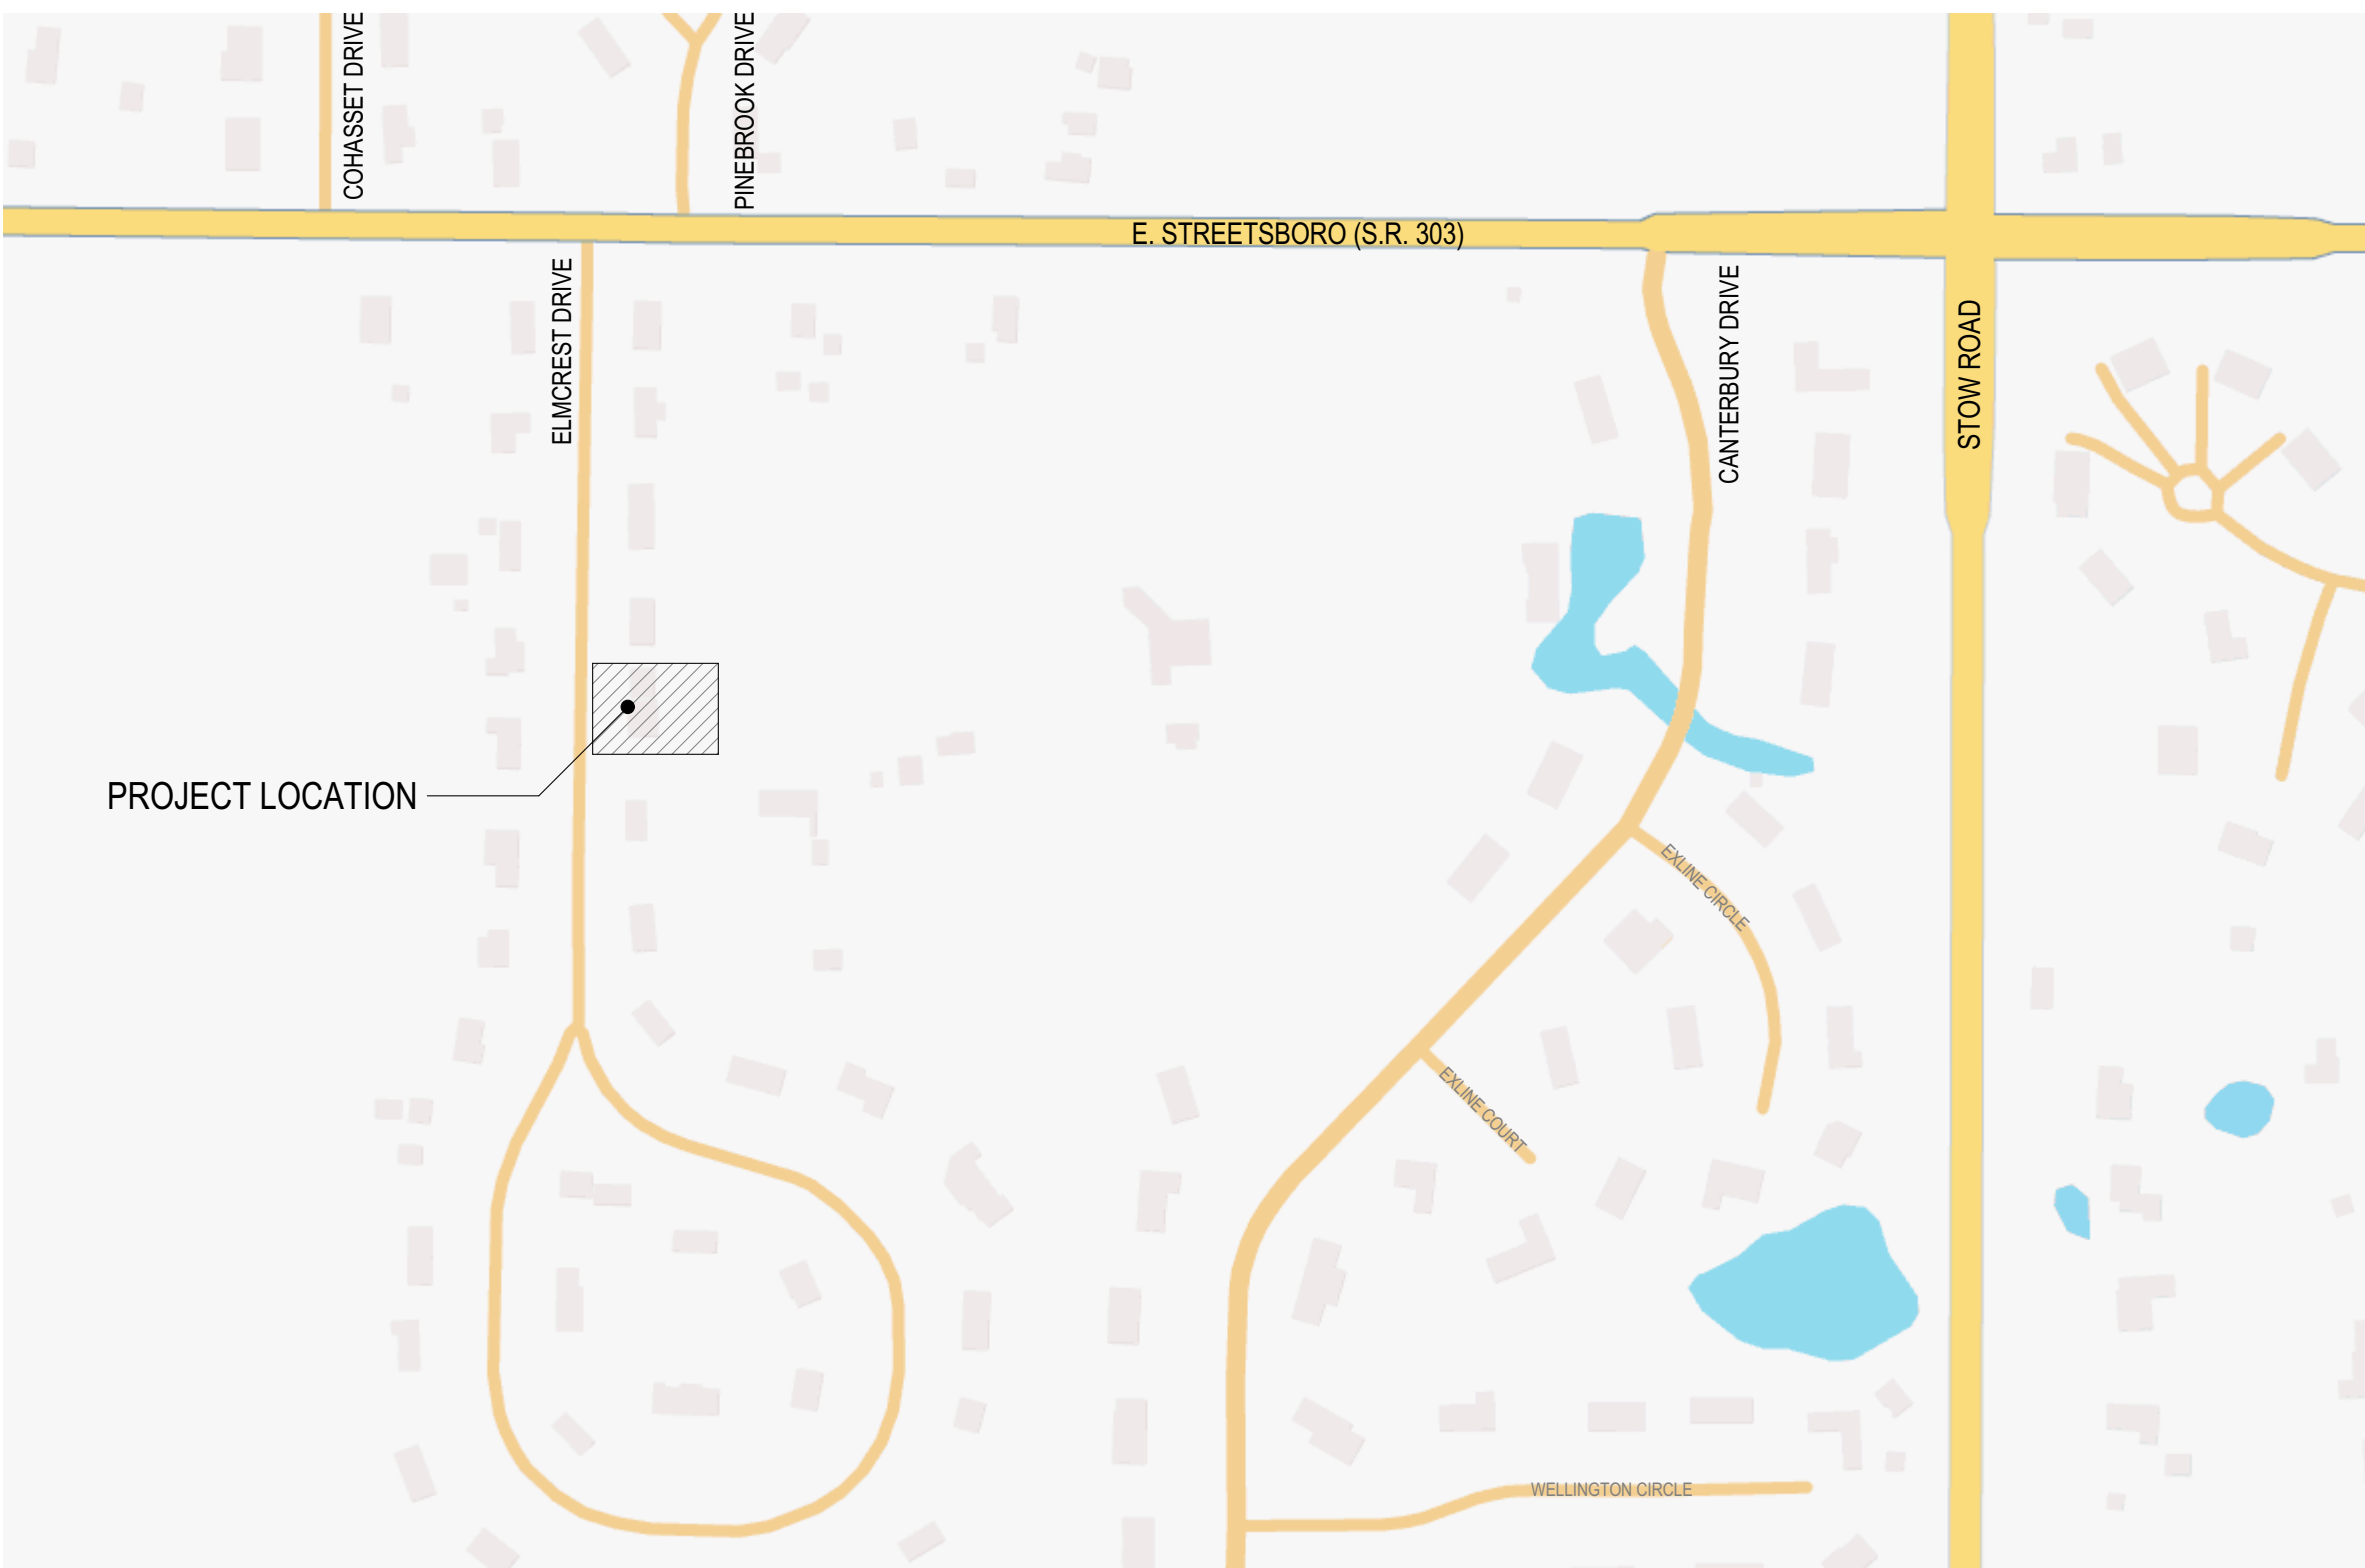 COHASSET DRIVE
PINEBROOK DRIVE
E. STREETSBORO (S.R. 303)
ELMCREST DRIVE
CANTERBURY DRIVE
STOW ROAD
PROJECT LOCATION
EXLINE CIRCLE
EXLINE COURT
WELLINGTON CIRCLE